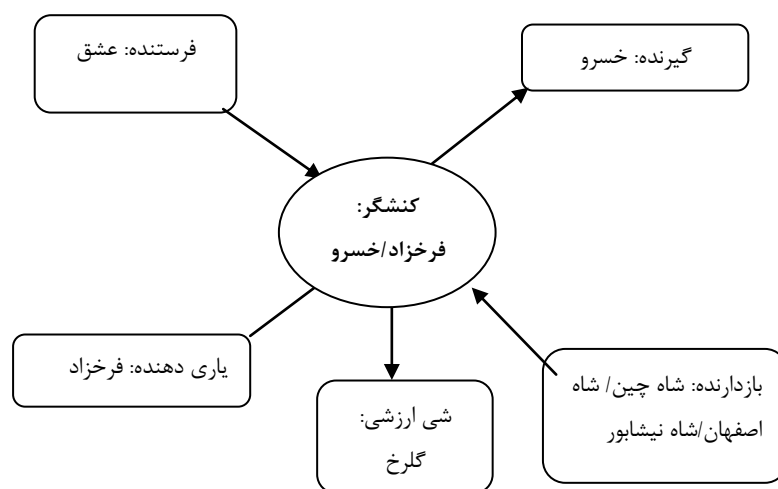 گیرنده: خسرو
فرستنده: عشق
کنشگر:
فرخزاد/خسرو
یاری دهنده: فرخزاد
بازدارنده: شاه چین/ شاه
اصفهان/شاه نیشابور
شی ارزشی:
گلرخ